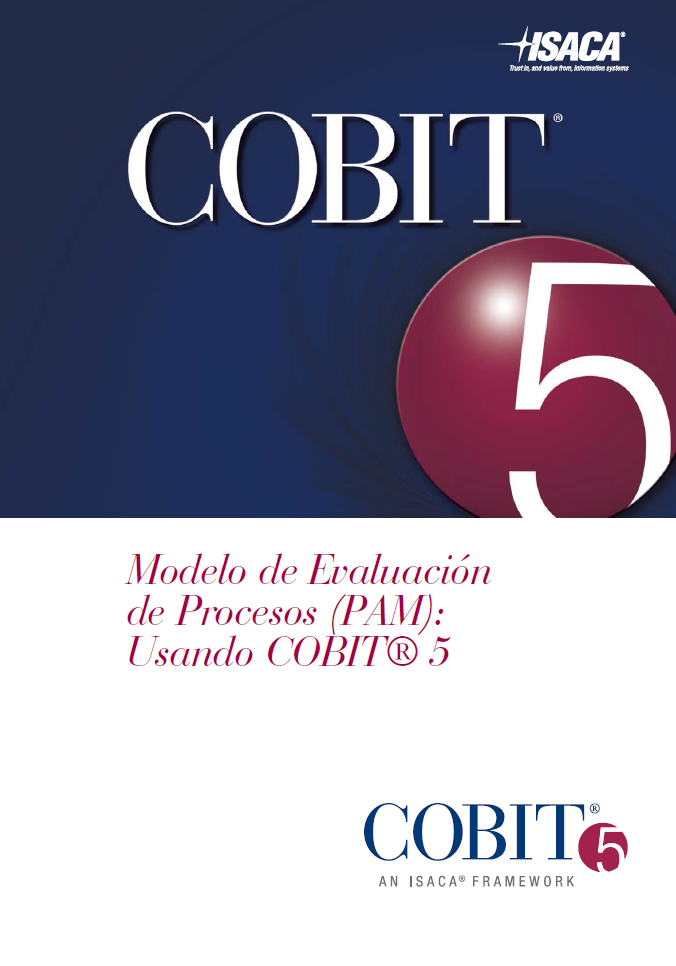 ISACA®
Trust in, and value from, information systems
COBIT®
5
Modelo de Evaluación
de Procesos (PAM):
Usando COBIT® 5
COBIT® 5
AN ISACA® FRAMEWORK